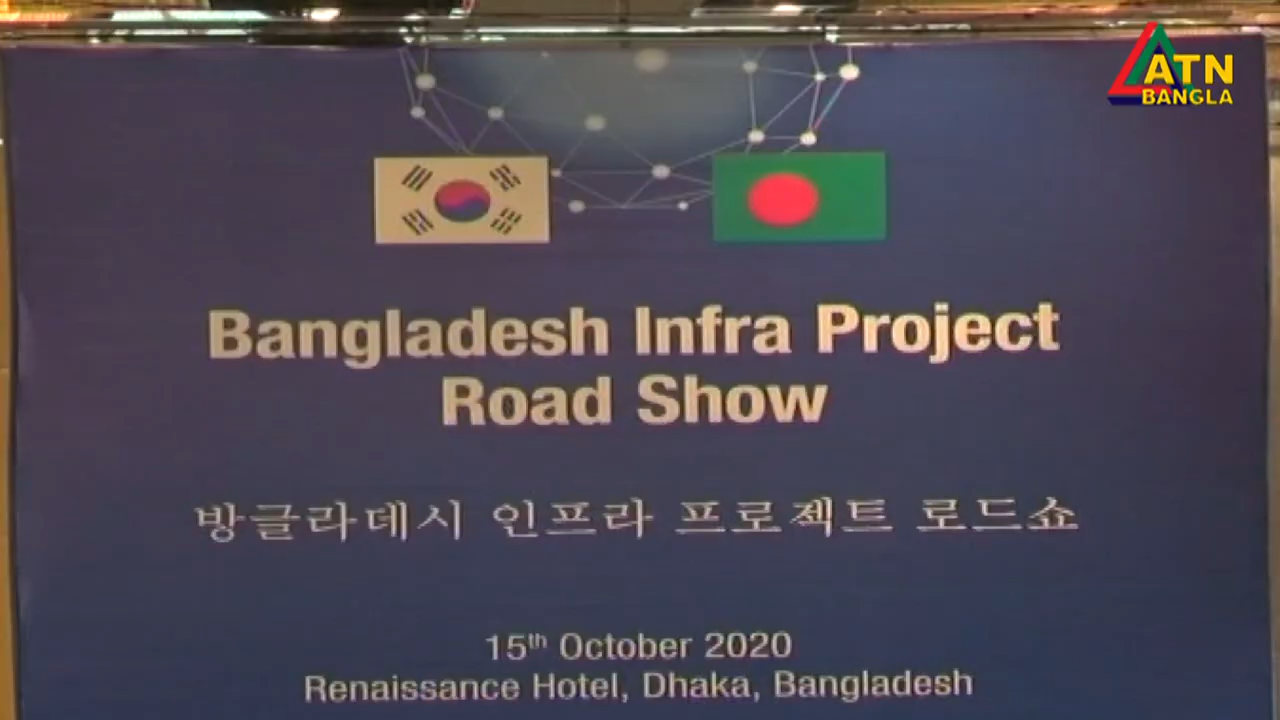 ATN
BANGLA
Bangladesh Infra Project
Road Show
방글라데시 인프라 프로젝트 로드쇼
15th October 2020
Renaissance Hotel, Dhaka, Bangladesh